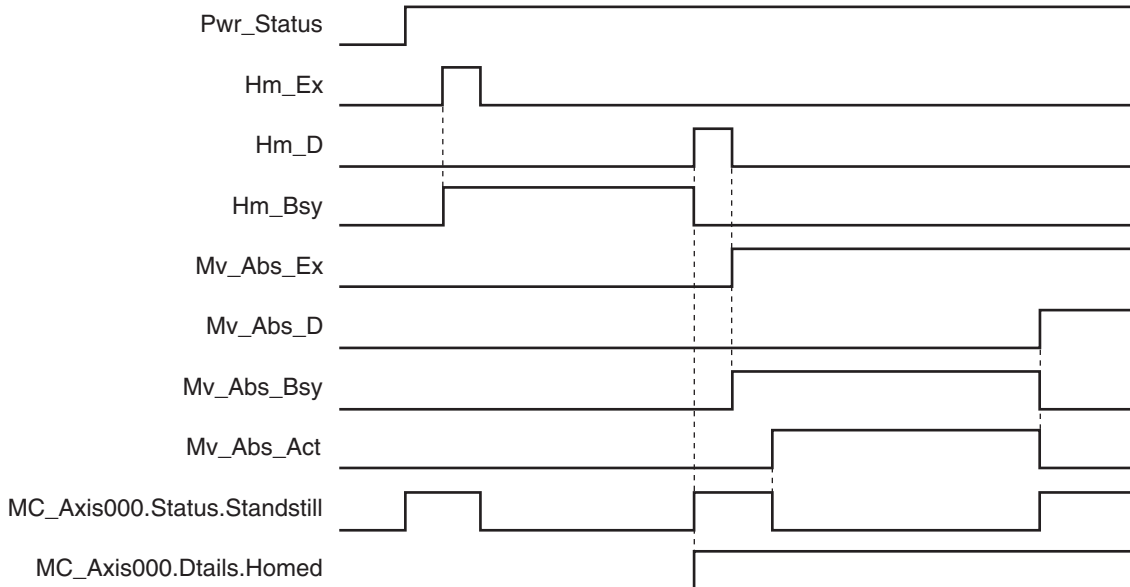 Pwr_Status
Hm_Ex
Hm_D
Hm_Bsy
Mv_Abs_Ex
Mv_Abs_D
Mv_Abs_Bsy
Mv_Abs_Act
MC_Axis000.Status.Standstill
MC_Axis000.Dtails.Homed